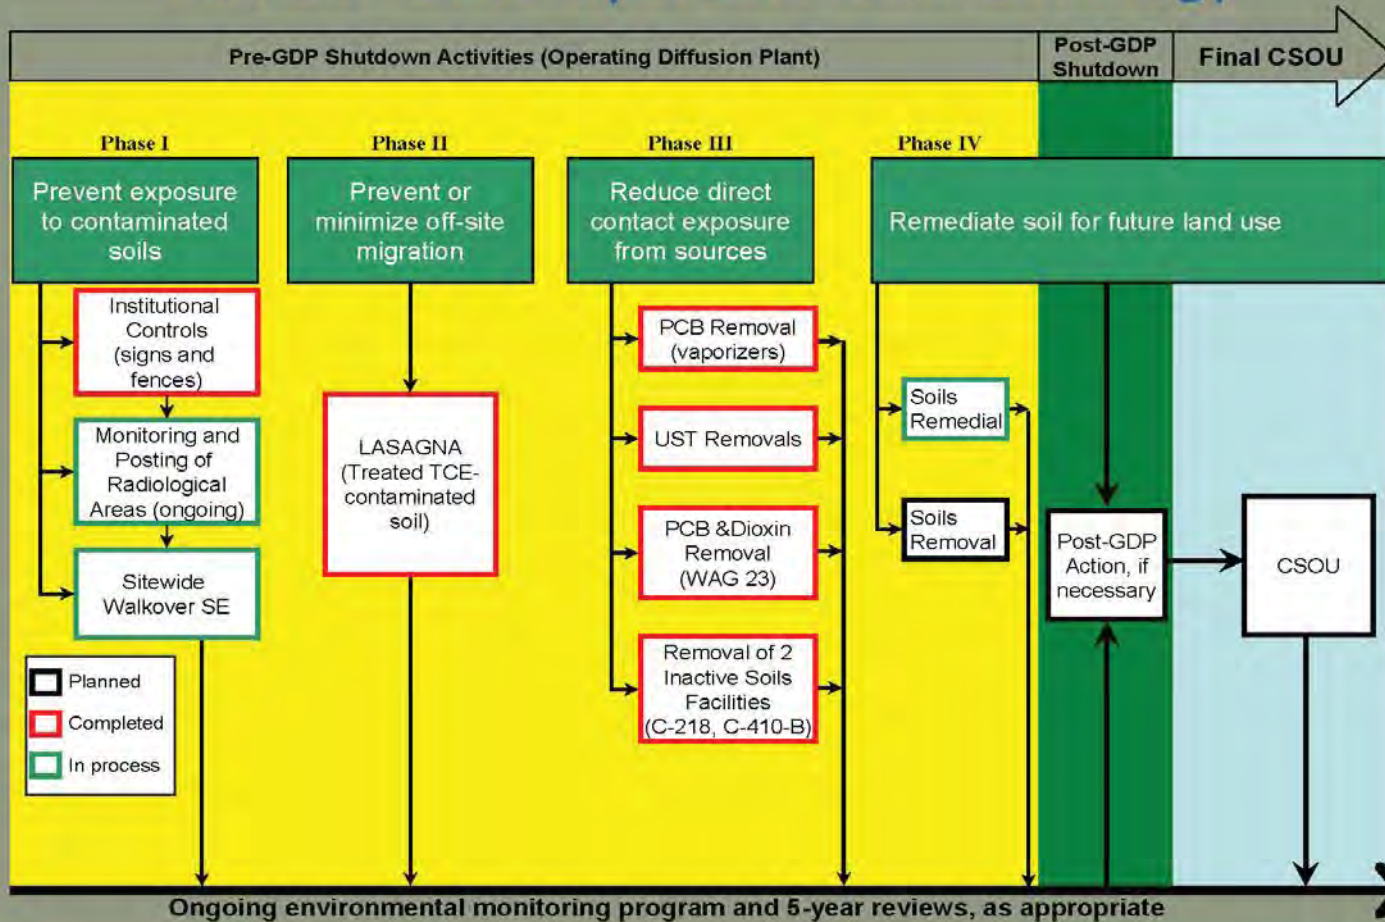 Pre-GDP Shutdown Activities (Operating Diffusion Plant)
Post-GDP
Shutdown
Final CSOU
Phase I
Phase II
Phase III
Phase IV
Prevent exposure
to contaminated
soils
Prevent or
minimize off-site
migration
Reduce direct
contact exposure
from sources
Remediate soil for future land use
Institutional
Controls
(signs and
fences)
Monitoring and
Posting of
Radiological
Areas (ongoing)
Sitewide
Walkover SE
LASAGNA
(Treated TCE-
contaminated
soil)
PCB Removal
(vaporizers)
UST Removals
PCB &Dioxin
Removal
(WAG 23)
Removal of 2
Inactive Soils
Facilities
(C-218, C-410-B)
Soils
Remedial
Soils
Removal
Post-GDP
Action, if
necessary
CSOU
Planned
Completed
In process
Ongoing environmental monitoring program and 5-year reviews, as appropriate